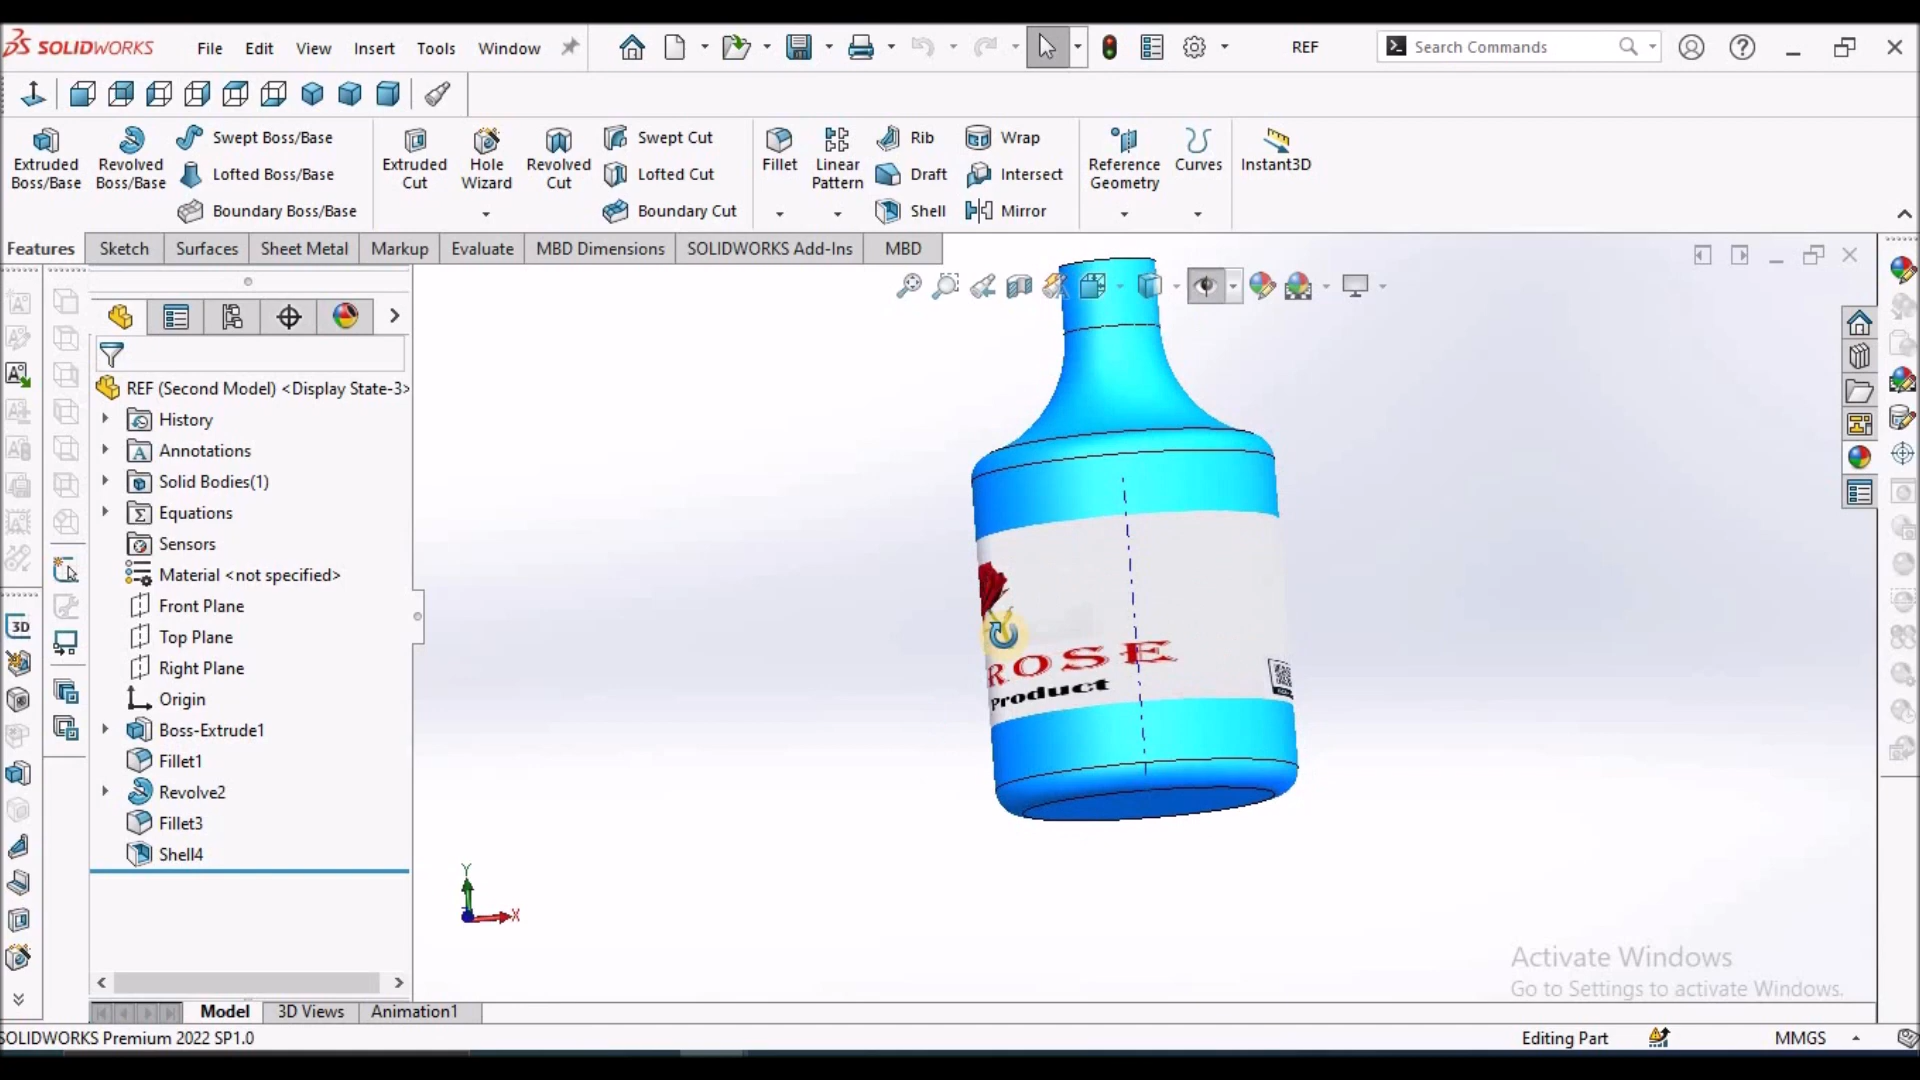 SOLIDWORKS File Edit View Insert Tools Window REF Search Commands
Extruded Boss/Base
Revolved Boss/Base
Swept Boss/Base
Lofted Boss/Base
Boundary Boss/Base
Extruded Cut
Hole Wizard
Revolved Cut
Swept Cut
Lofted Cut
Boundary Cut
Fillet
Linear Pattern
Rib
Draft
Shell
Wrap
Intersect
Mirror
Reference Geometry
Curves
Instant3D
Features Sketch Surfaces Sheet Metal Markup Evaluate MBD Dimensions SOLIDWORKS Add-Ins MBD
REF (Second Model) <Display State-3>
History
Annotations
Solid Bodies(1)
Equations
Sensors
Material <not specified>
Front Plane
Top Plane
Right Plane
Origin
Boss-Extrude1
Fillet1
Revolve2
Fillet3
Shell4
3D
ROSE
Product
Y
X
Activate Windows
Go to Settings to activate Windows.
Model 3D Views Animation1
SOLIDWORKS Premium 2022 SP1.0 Editing Part MMGS